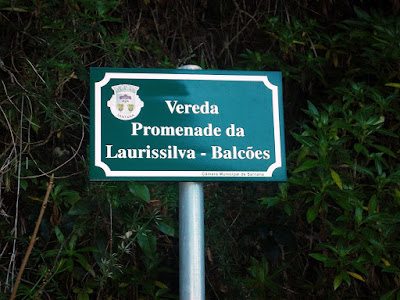 Vereda
Promenade da
Laurissilva - Balcões
Câmara Municipal de Santana